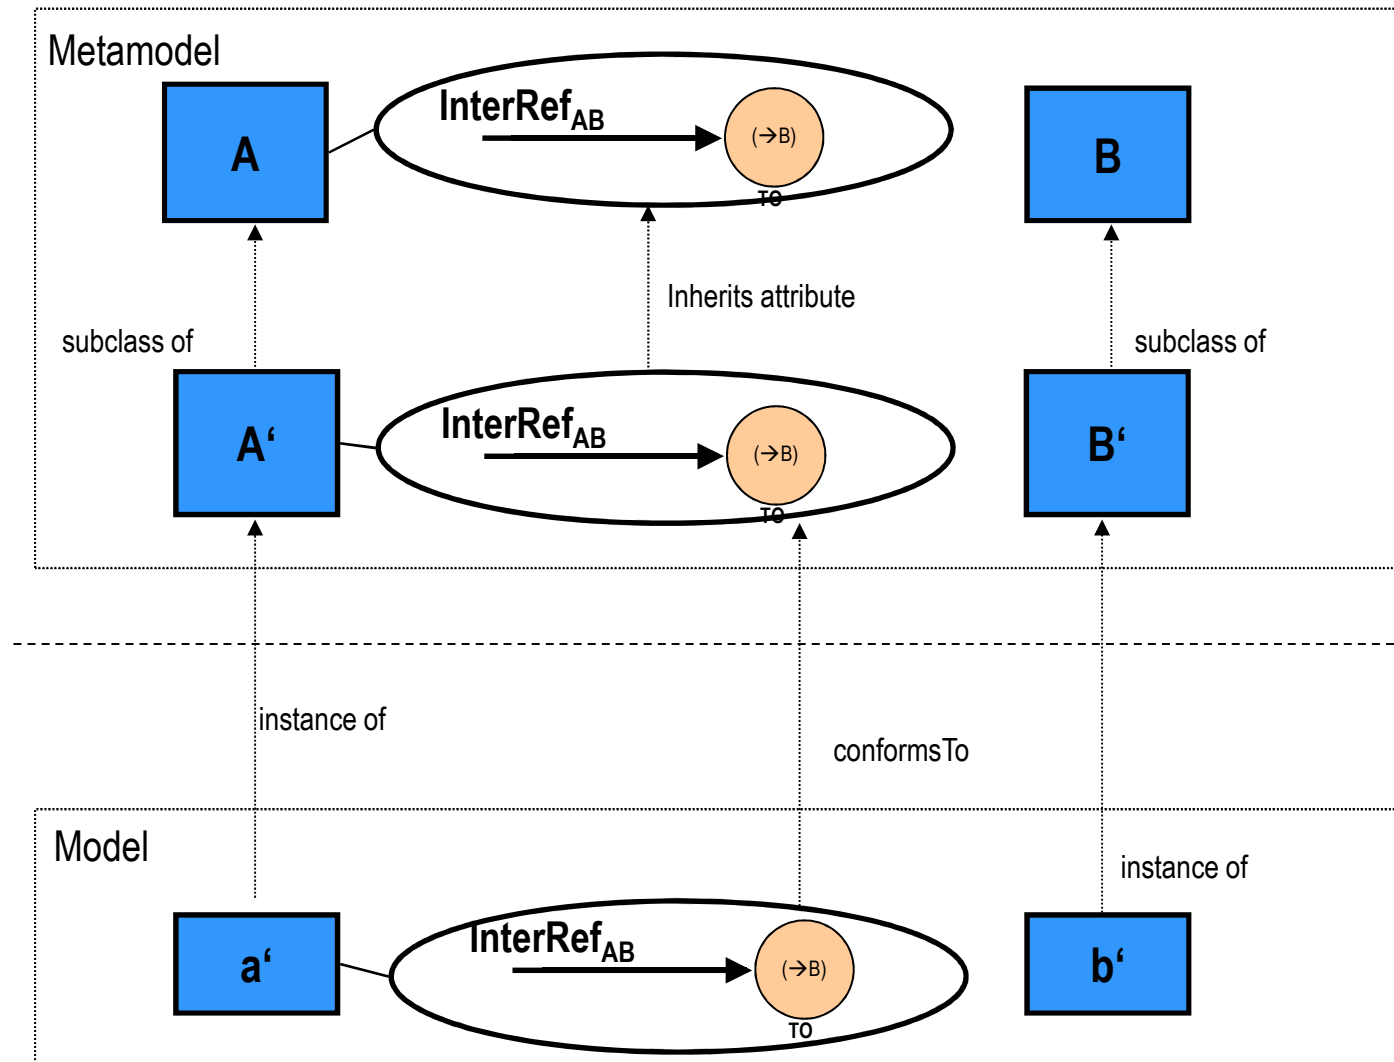 Metamodel
A
InterRefAB
(→B)
TO
B
Inherits attribute
subclass of
subclass of
A‘
InterRefAB
(→B)
TO
B‘
instance of
conformsTo
Model
instance of
a‘
InterRefAB
(→B)
TO
b‘